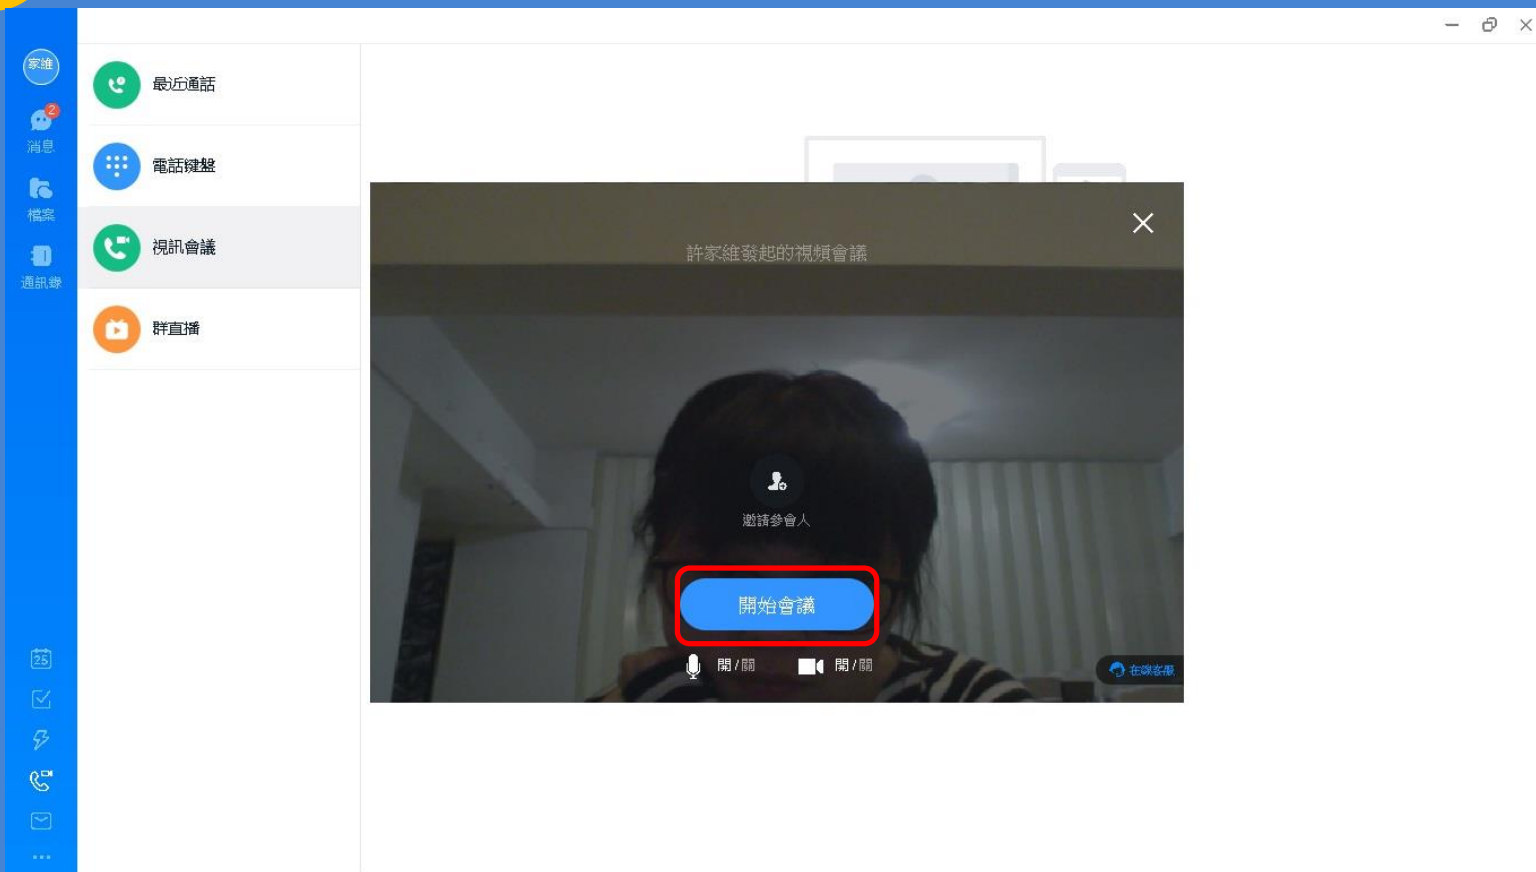 家維
2
消息
檔案
通訊錄
25
最近通話
電話鍵盤
視訊會議
群直播
許家維發起的視頻會議
邀請參會人
開始會議
開/關
開/關
在線客服